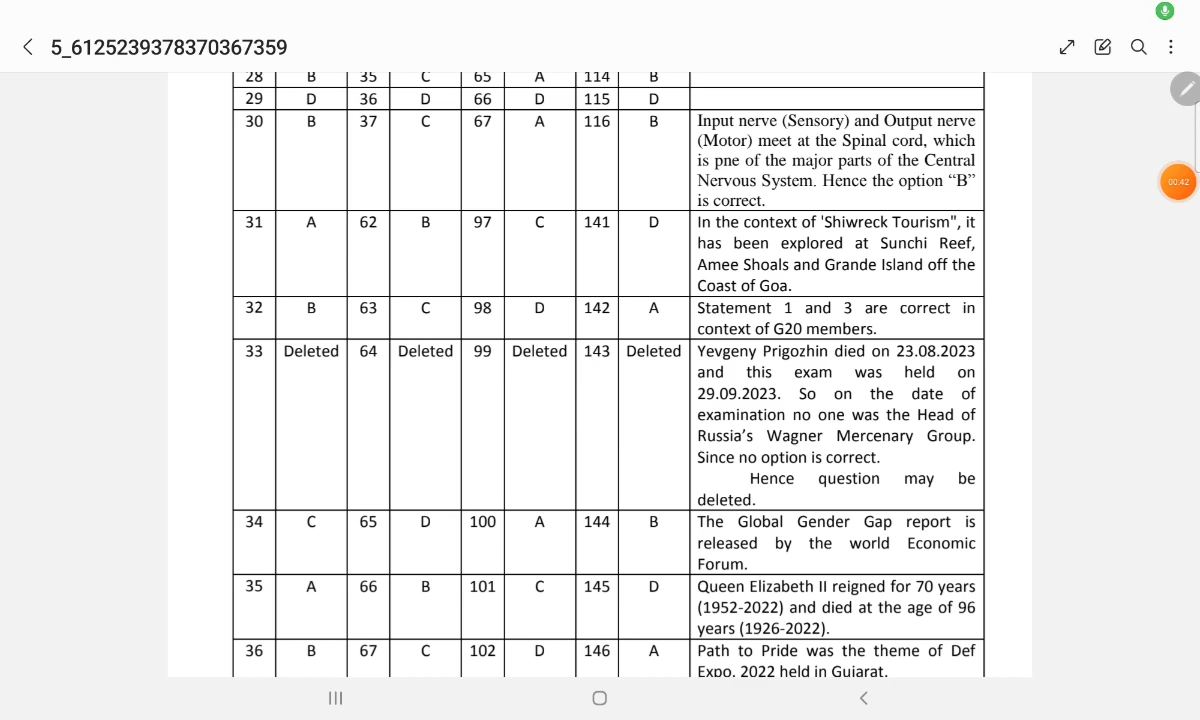 5_6125239378370367359
28 B 35 C 65 A 114 B
29 D 36 D 66 D 115 D
30 B 37 C 67 A 116 B Input nerve (Sensory) and Output nerve
(Motor) meet at the Spinal cord, which
is pne of the major parts of the Central
Nervous System. Hence the option “B”
is correct.
31 A 62 B 97 C 141 D In the context of 'Shiwreck Tourism", it
has been explored at Sunchi Reef,
Amee Shoals and Grande Island off the
Coast of Goa.
32 B 63 C 98 D 142 A Statement 1 and 3 are correct in
context of G20 members.
33 Deleted 64 Deleted 99 Deleted 143 Deleted Yevgeny Prigozhin died on 23.08.2023
and this exam was held on
29.09.2023. So on the date of
examination no one was the Head of
Russia’s Wagner Mercenary Group.
Since no option is correct.
Hence question may be
deleted.
34 C 65 D 100 A 144 B The Global Gender Gap report is
released by the world Economic
Forum.
35 A 66 B 101 C 145 D Queen Elizabeth II reigned for 70 years
(1952-2022) and died at the age of 96
years (1926-2022).
36 B 67 C 102 D 146 A Path to Pride was the theme of Def
Expo. 2022 held in Gujarat.
00:42